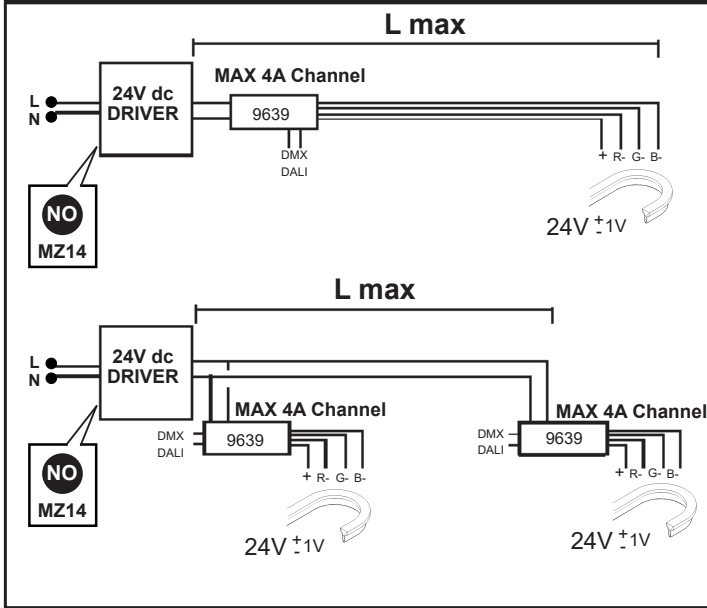 L max
MAX 4A Channel
24V dc
DRIVER
L
N
9639
DMX
DALI
+ R- G- B-
NO
MZ14
24V +- 1V
L max
24V dc
DRIVER
L
N
MAX 4A Channel
MAX 4A Channel
DMX
DALI
9639
DMX
DALI
9639
+ R- G- B-
+ R- G- B-
NO
MZ14
24V +- 1V
24V +- 1V